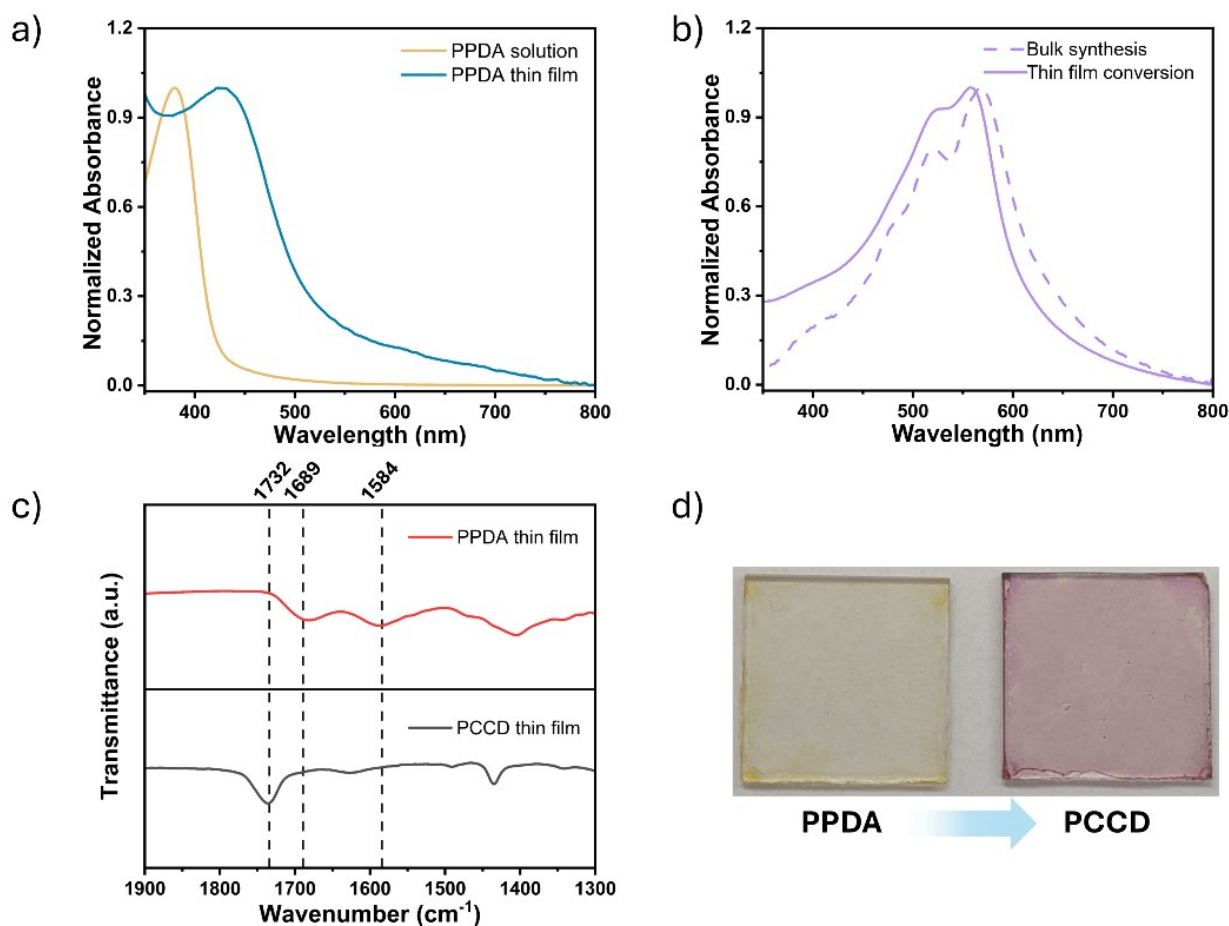 a)
1.2
0.9
0.6
0.3
0.0
Normalized Absorbance
PPDA solution
PPDA thin film
400 500 600 700 800
Wavelength (nm)
b)
1.2
0.9
0.6
0.3
0.0
Normalized Absorbance
Bulk synthesis
Thin film conversion
400 500 600 700 800
Wavelength (nm)
c)
1732
1689
1584
Transmittance (a.u.)
PPDA thin film
PCCD thin film
1900 1800 1700 1600 1500 1400 1300
Wavenumber (cm⁻¹)
d)
PPDA PCCD